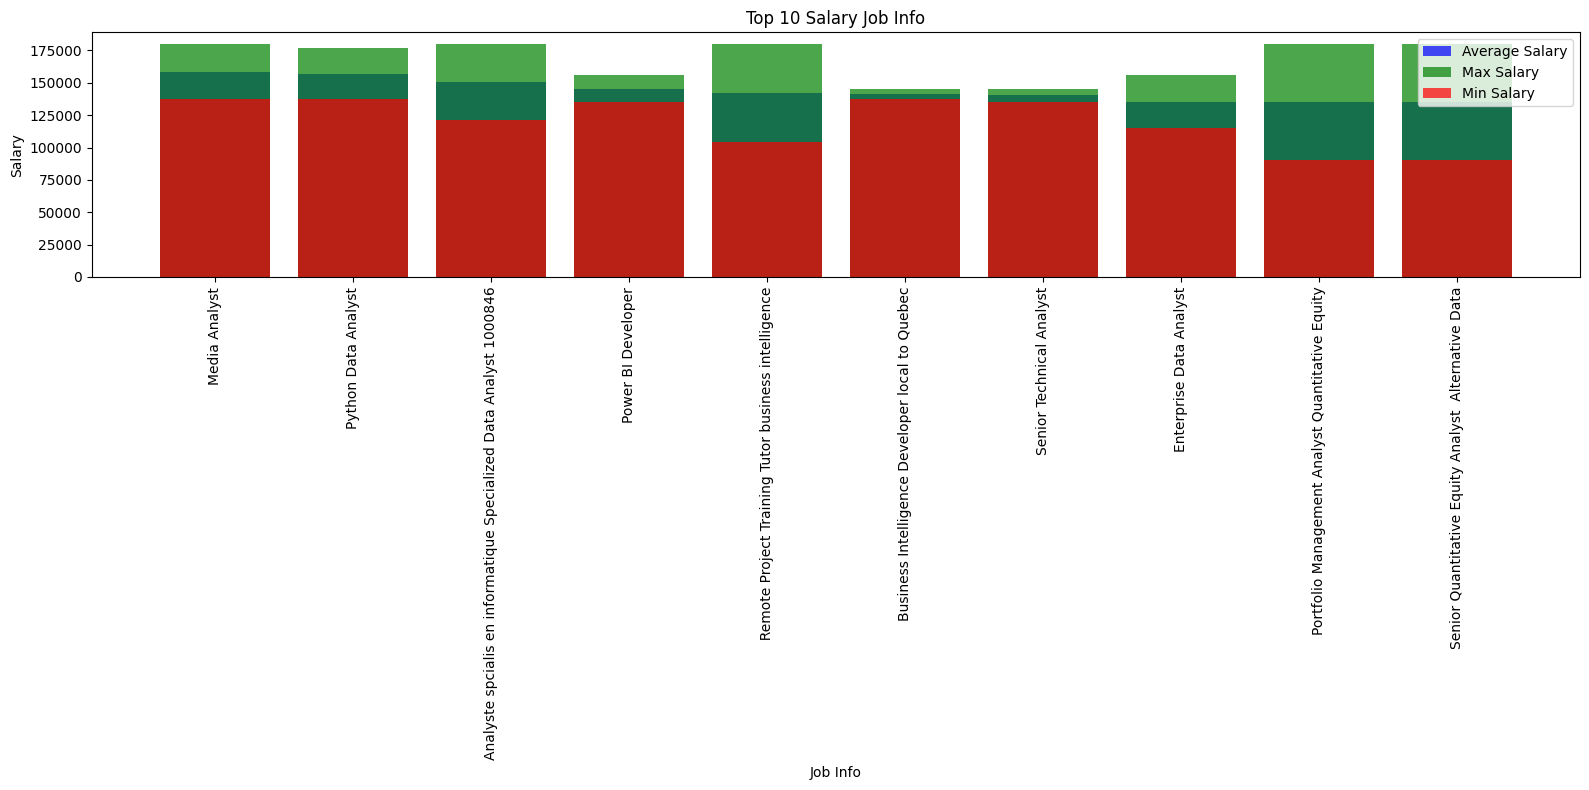 Top 10 Salary Job Info
Average Salary
Max Salary
Min Salary
Salary
175000
150000
125000
100000
75000
50000
25000
0
Media Analyst
Python Data Analyst
Analyste spcialis en informatique Specialized Data Analyst 1000846
Power BI Developer
Remote Project Training Tutor business intelligence
Business Intelligence Developer local to Quebec
Senior Technical Analyst
Enterprise Data Analyst
Portfolio Management Analyst Quantitative Equity
Senior Quantitative Equity Analyst  Alternative Data
Job Info